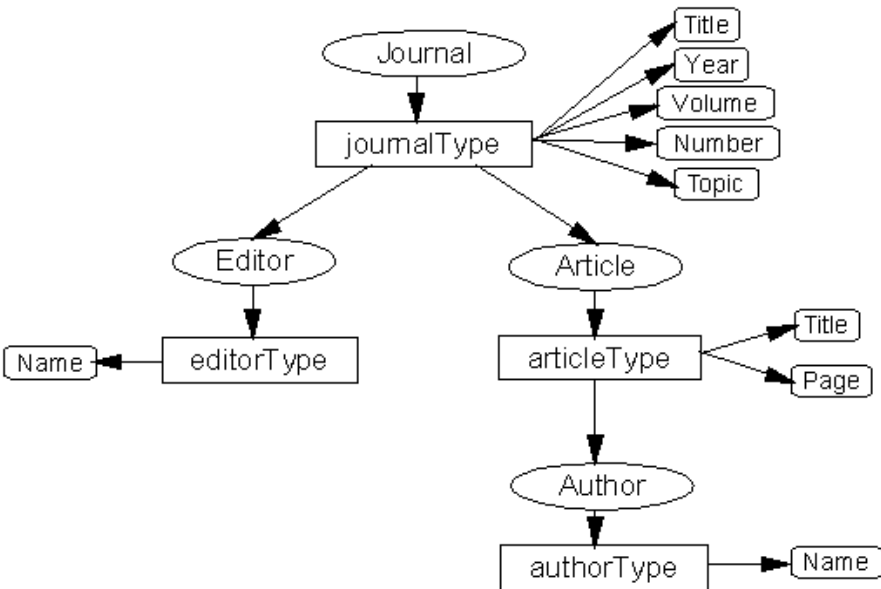 Journal
Title
Year
Volume
Number
Topic
journalType
Editor
Article
Name
editorType
articleType
Title
Page
Author
authorType
Name